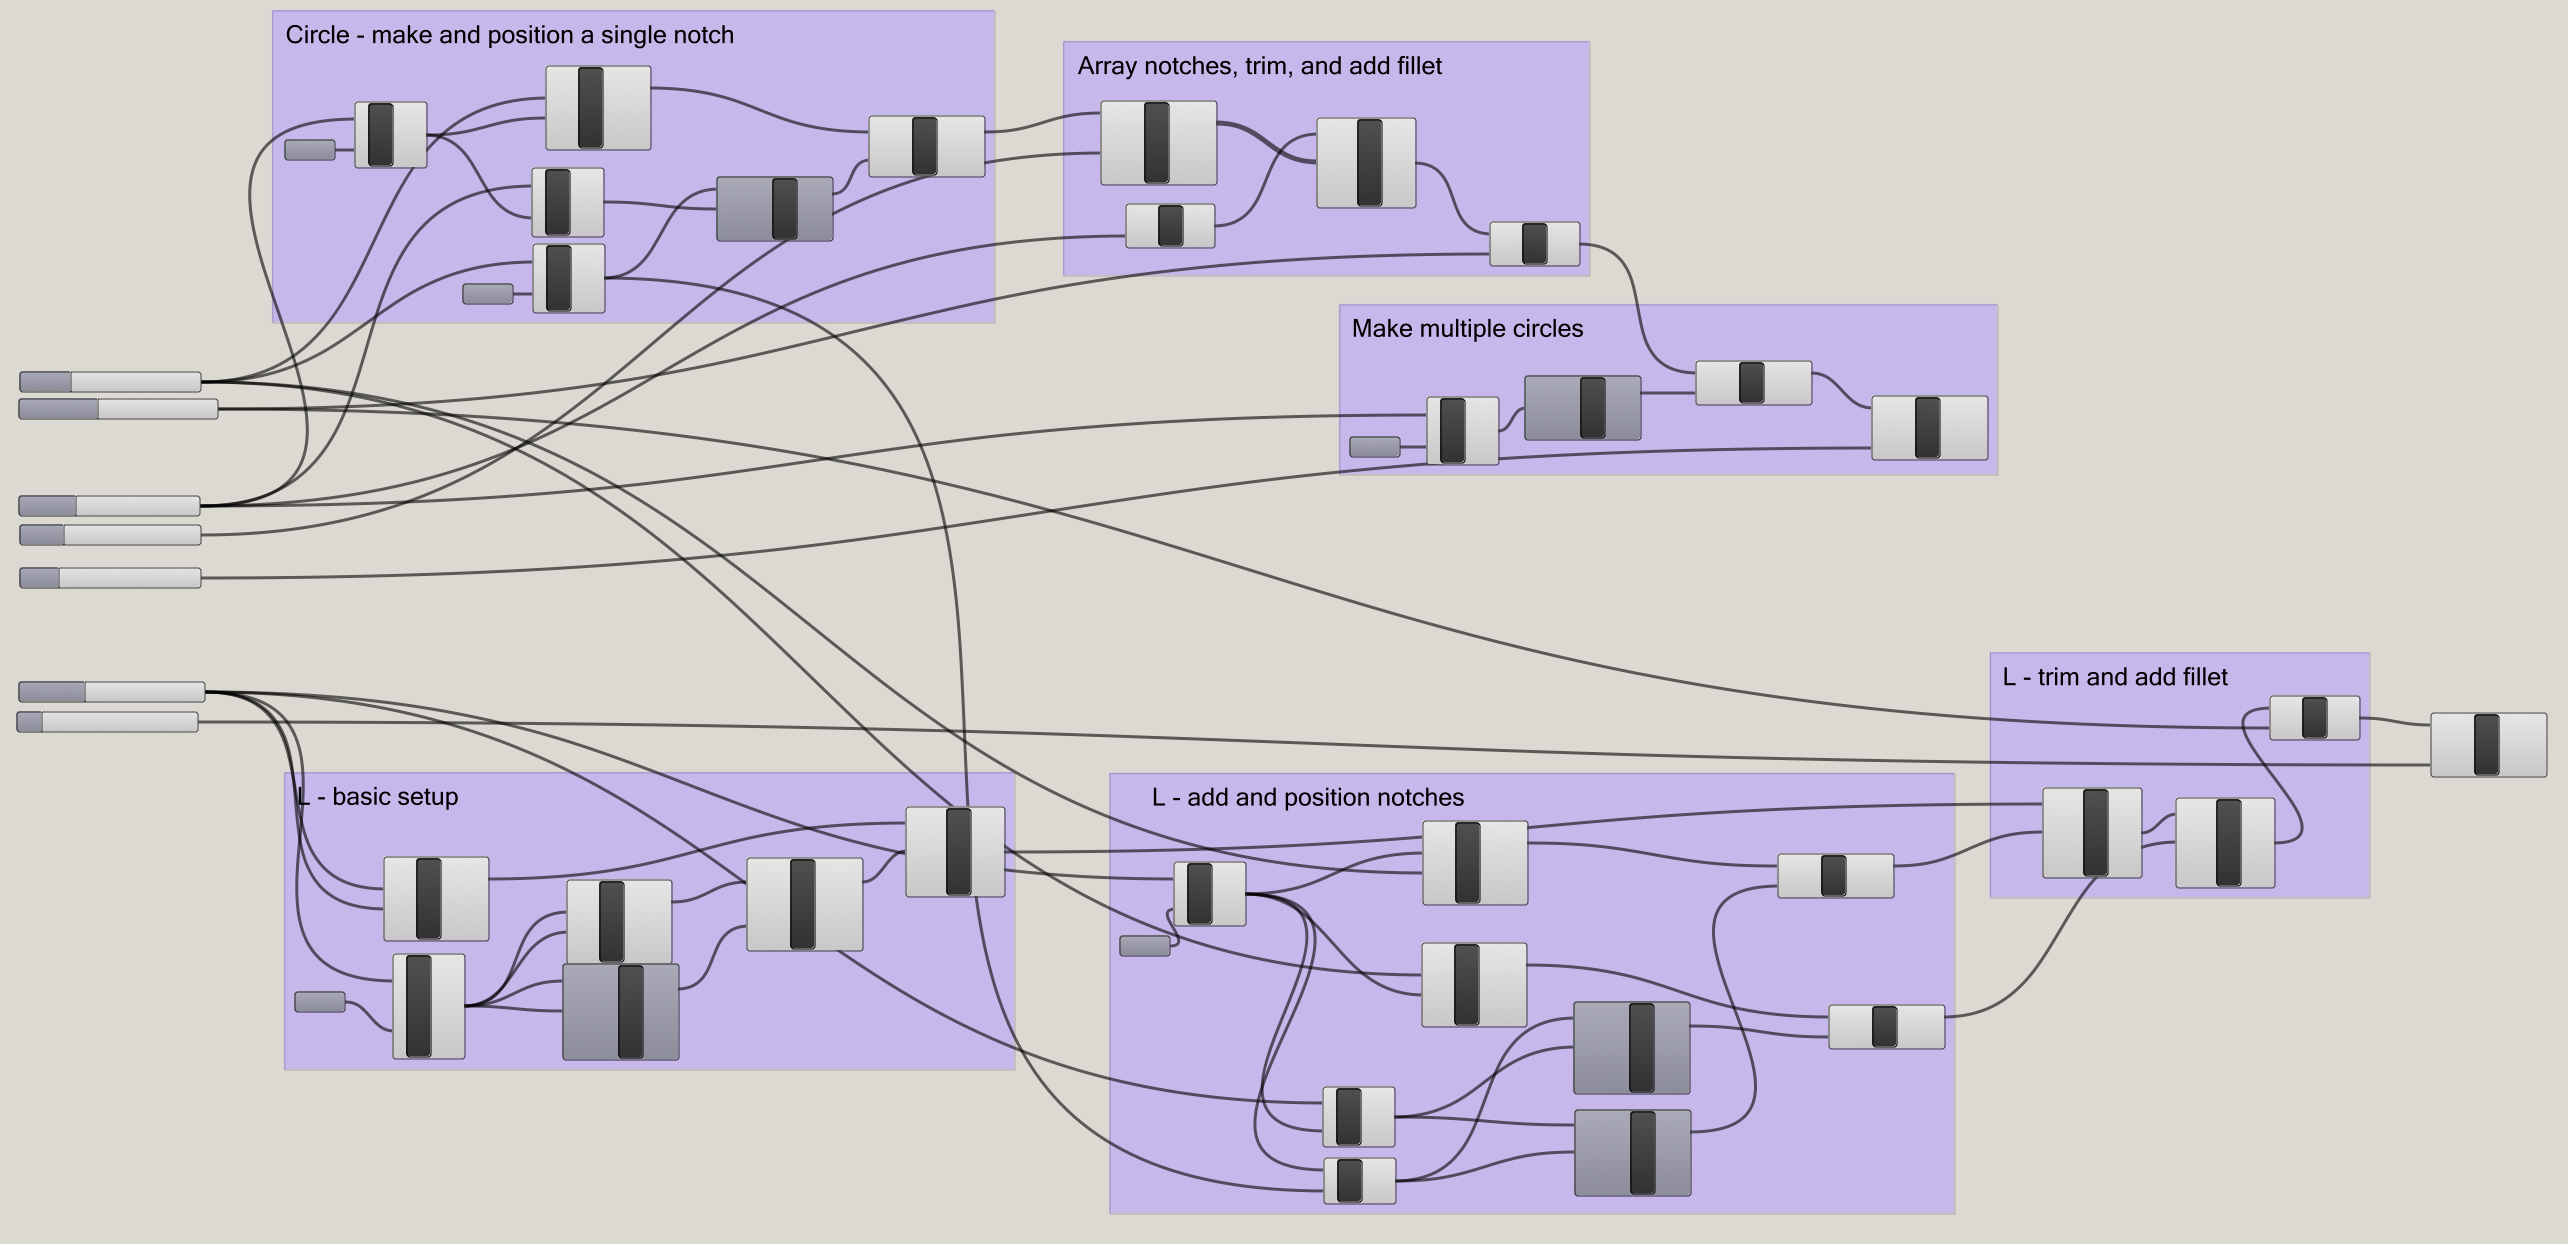 Circle - make and position a single notch
Array notches, trim, and add fillet
Make multiple circles
L - trim and add fillet
L - basic setup
L - add and position notches